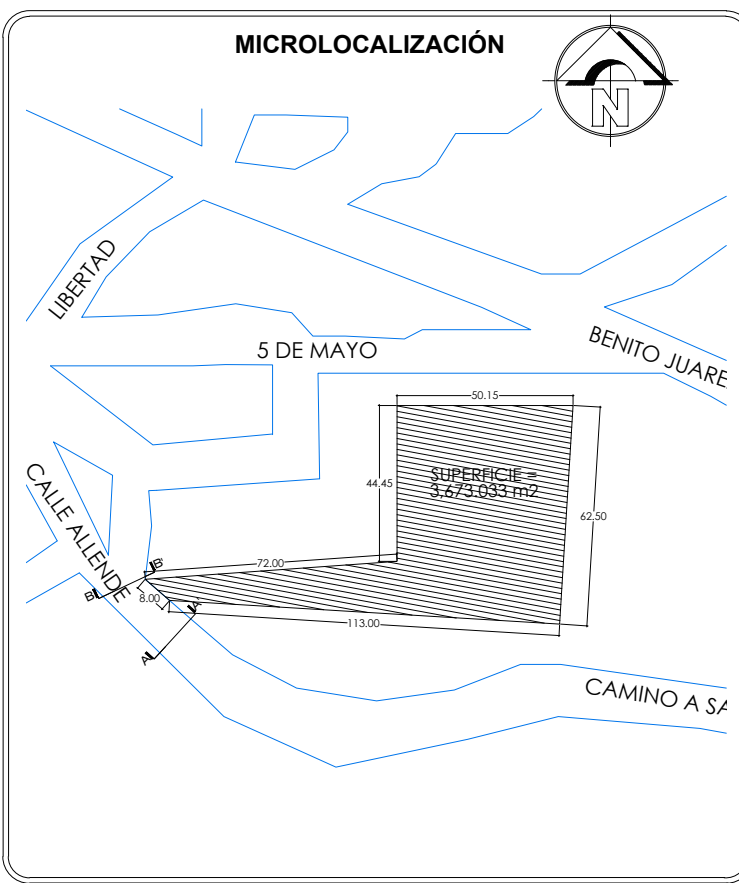 MICROLOCALIZACIÓN
N
LIBERTAD
5 DE MAYO
BENITO JUARE
50.15
44.45
SUPERFICIE =
3,673.033 m2
62.50
CALLE ALLENDE
72.00
B'
B
8.00
A'
113.00
A
CAMINO A SA